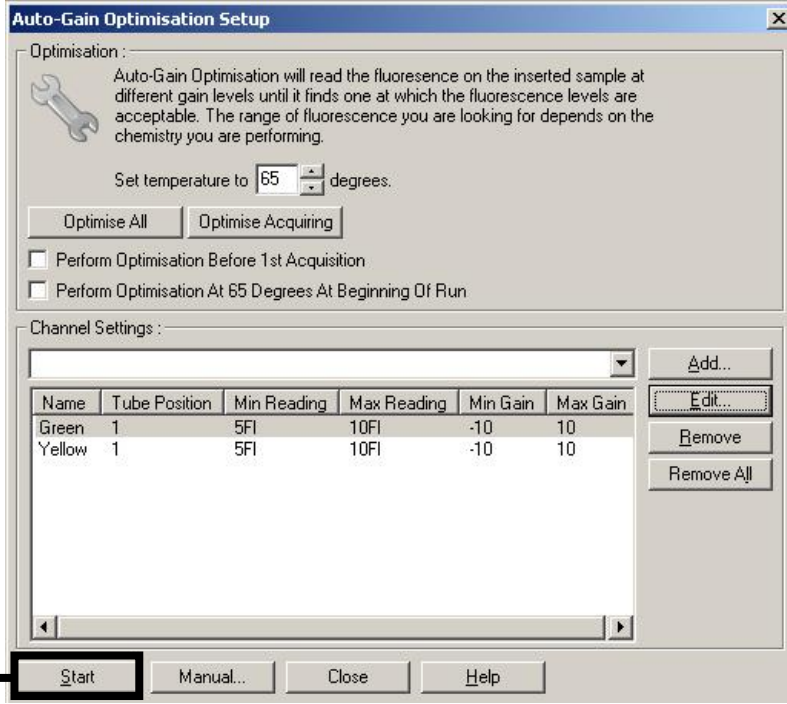 Auto-Gain Optimisation Setup
Optimisation :
Auto-Gain Optimisation will read the fluoresence on the inserted sample at
different gain levels until it finds one at which the fluorescence levels are
acceptable. The range of fluorescence you are looking for depends on the
chemistry you are performing.
Set temperature to 65 degrees.
Optimise All Optimise Acquiring
Perform Optimisation Before 1st Acquisition
Perform Optimisation At 65 Degrees At Beginning Of Run
Channel Settings :
Add...
Name Tube Position Min Reading Max Reading Min Gain Max Gain
Edit...
Green 1 5Fl 10Fl -10 10
Remove
Yellow 1 5Fl 10Fl -10 10
Remove All
Start Manual... Close Help